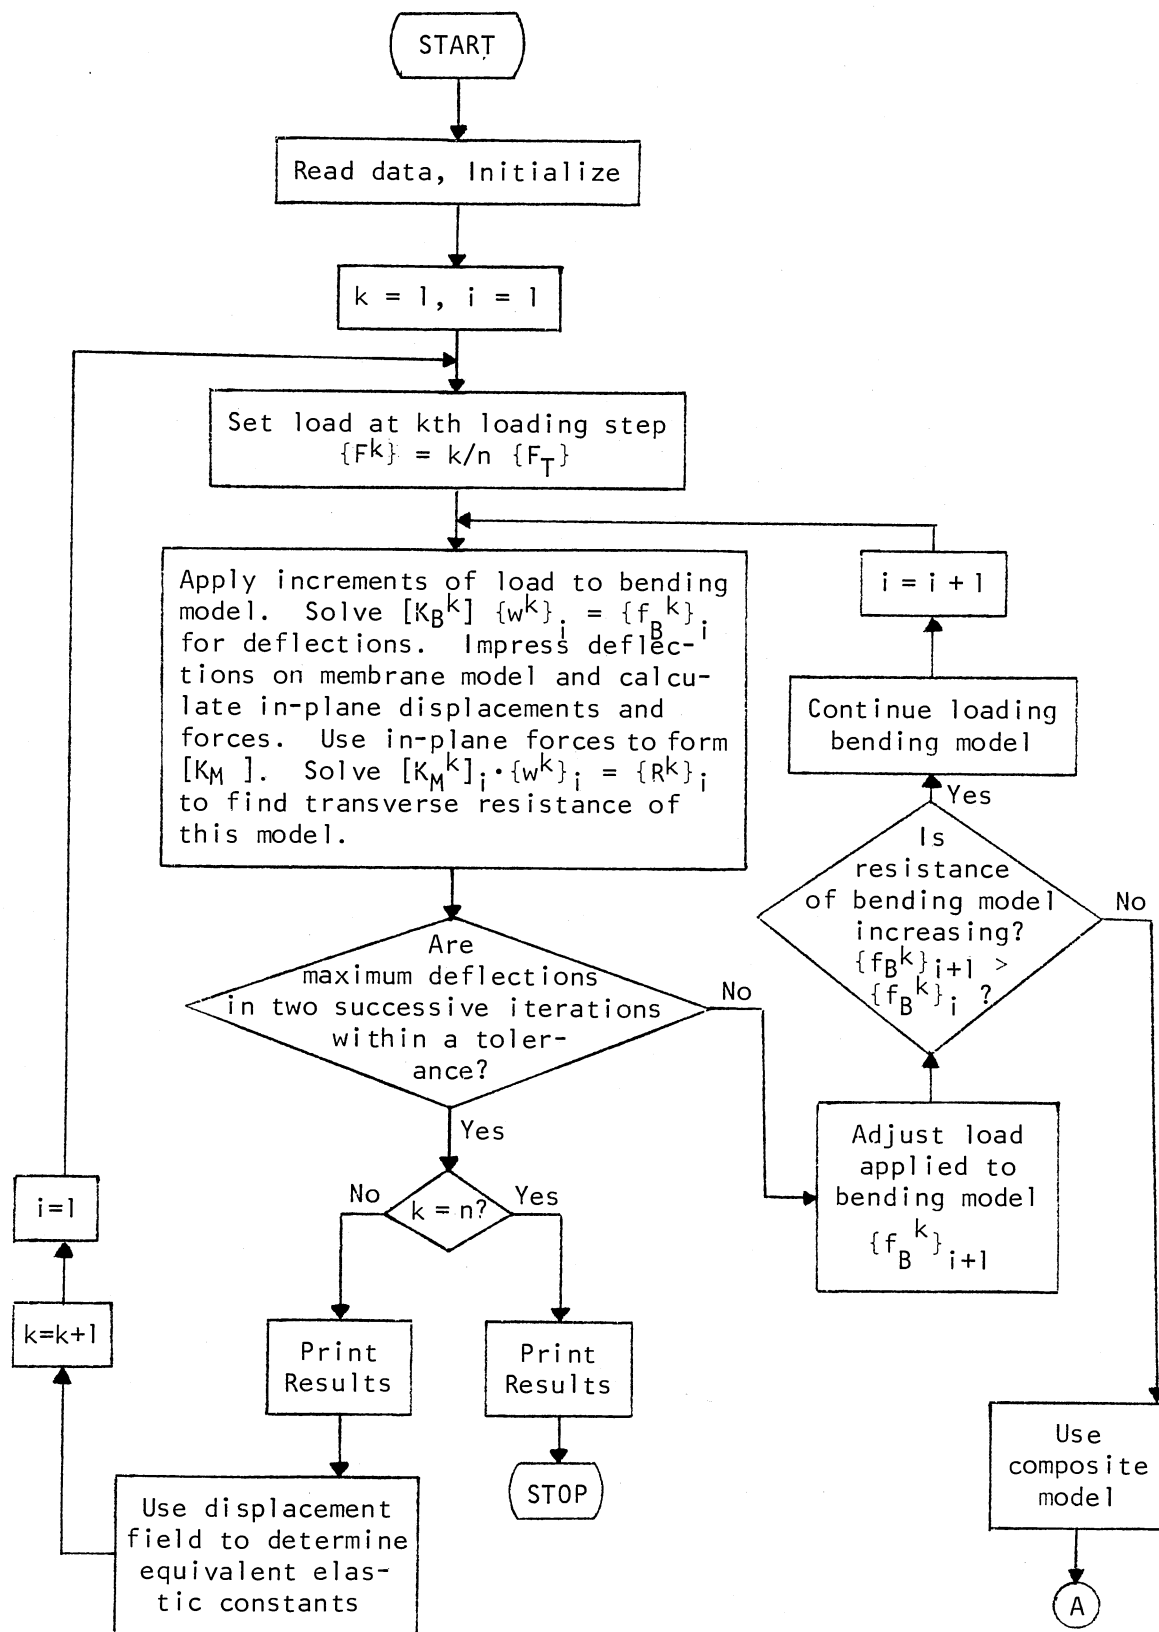 START
Read data, Initialize
k = 1, i = 1
Set load at kth loading step
{F^k} = k/n {F_T}
Apply increments of load to bending
model. Solve [K_B^k] {w^k}_i = {f_B^k}_i
for deflections. Impress deflec-
tions on membrane model and calcu-
late in-plane displacements and
forces. Use in-plane forces to form
[K_M ]. Solve [K_M^k]_i · {w^k}_i = {R^k}_i
to find transverse resistance of
this model.
Are
maximum deflections
in two successive iterations
within a toler-
ance?
No
Yes
k = n?
No
Yes
Print
Results
Print
Results
STOP
Use displacement
field to determine
equivalent elas-
tic constants
k=k+1
i=1
Adjust load
applied to
bending model
{f_B^k}_i+1
Is
resistance
of bending model
increasing?
{f_B^k}_i+1 >
{f_B^k}_i ?
Yes
No
Continue loading
bending model
i = i + 1
Use
composite
model
A